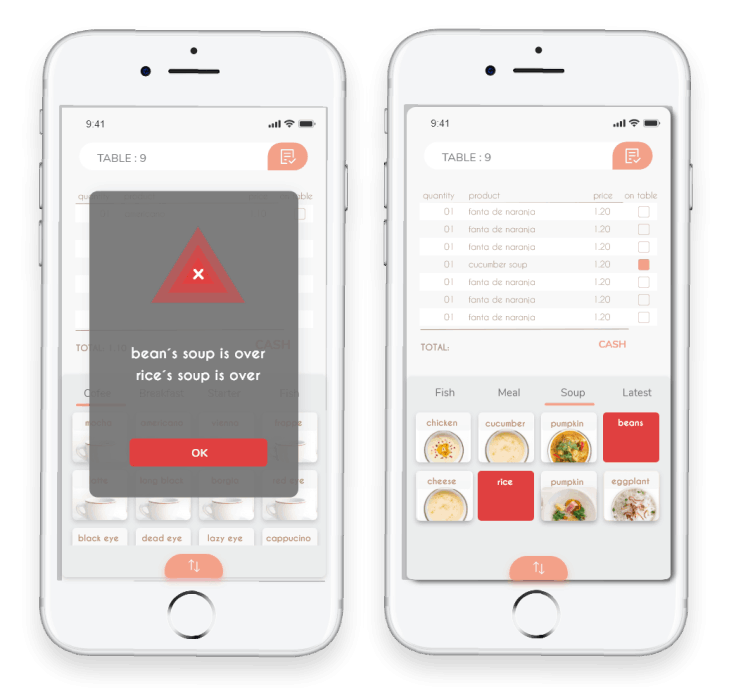 9:41
TABLE : 9
TOTAL:
CASH
bean´s soup is over
rice´s soup is over
OK
black eye
dead eye
lazy eye
cappucino
9:41
TABLE : 9
quantity product price on table
01 fanta de naranja 1.20
01 fanta de naranja 1.20
01 fanta de naranja 1.20
01 cucumber soup 1.20
01 fanta de naranja 1.20
01 fanta de naranja 1.20
01 fanta de naranja 1.20
TOTAL:
CASH
Fish Meal Soup Latest
chicken cucumber pumpkin beans
cheese rice pumpkin eggplant